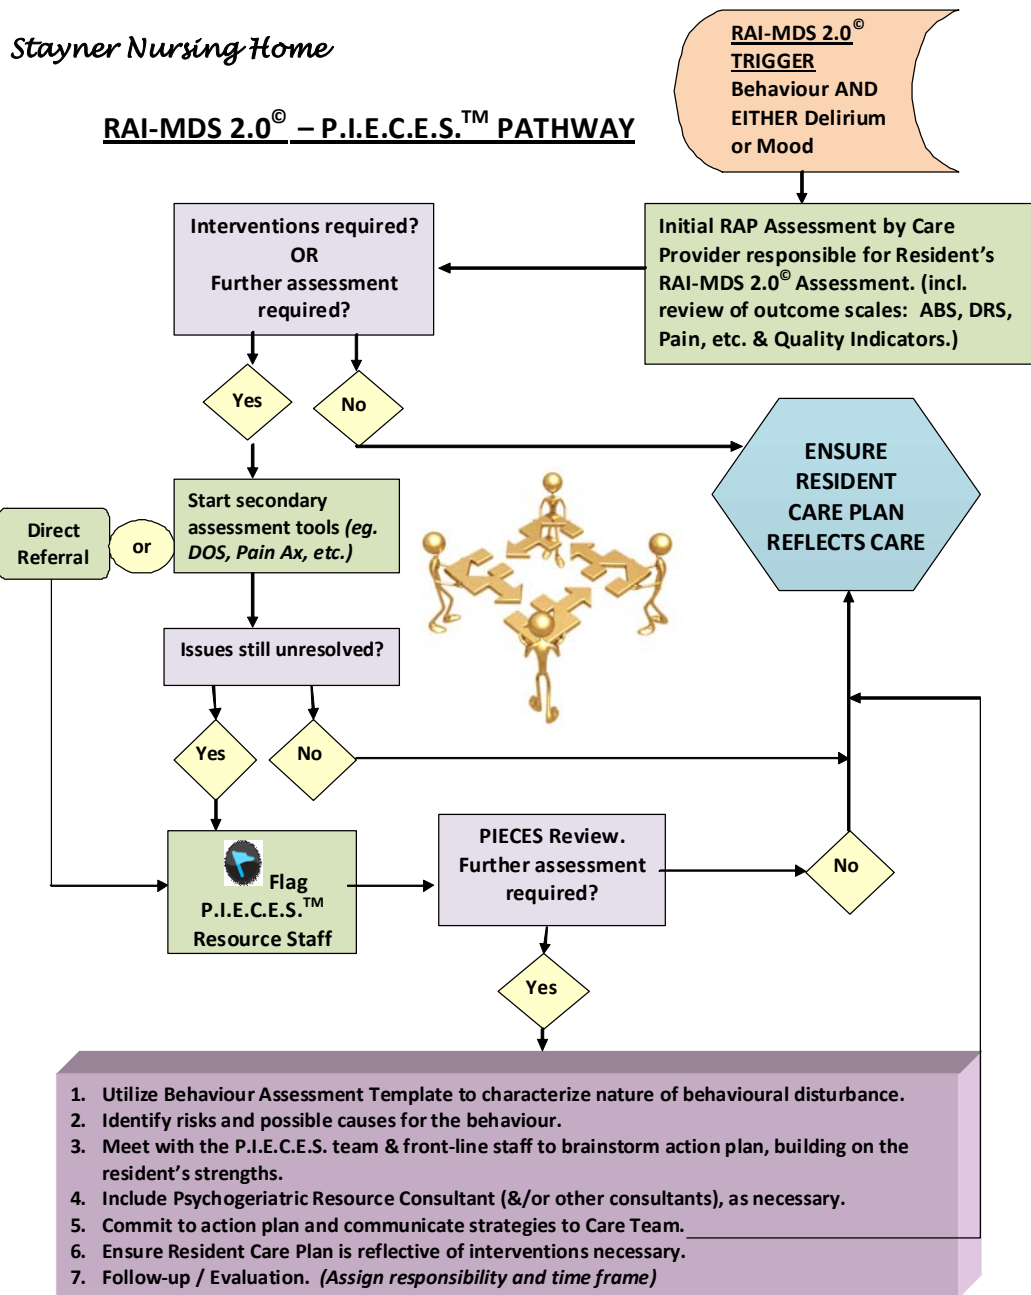 Stayner Nursing Home
RAI-MDS 2.0© – P.I.E.C.E.S.™ PATHWAY
RAI-MDS 2.0©
TRIGGER
Behaviour AND
EITHER Delirium
or Mood
Initial RAP Assessment by Care
Provider responsible for Resident’s
RAI-MDS 2.0© Assessment. (incl.
review of outcome scales: ABS, DRS,
Pain, etc. & Quality Indicators.)
Interventions required?
OR
Further assessment
required?
Yes
No
ENSURE
RESIDENT
CARE PLAN
REFLECTS CARE
Direct
Referral
or
Start secondary
assessment tools (eg.
DOS, Pain Ax, etc.)
Issues still unresolved?
Yes
No
Flag
P.I.E.C.E.S.™
Resource Staff
PIECES Review.
Further assessment
required?
No
Yes
1. Utilize Behaviour Assessment Template to characterize nature of behavioural disturbance.
2. Identify risks and possible causes for the behaviour.
3. Meet with the P.I.E.C.E.S. team & front-line staff to brainstorm action plan, building on the
resident’s strengths.
4. Include Psychogeriatric Resource Consultant (&/or other consultants), as necessary.
5. Commit to action plan and communicate strategies to Care Team.
6. Ensure Resident Care Plan is reflective of interventions necessary.
7. Follow-up / Evaluation. (Assign responsibility and time frame)